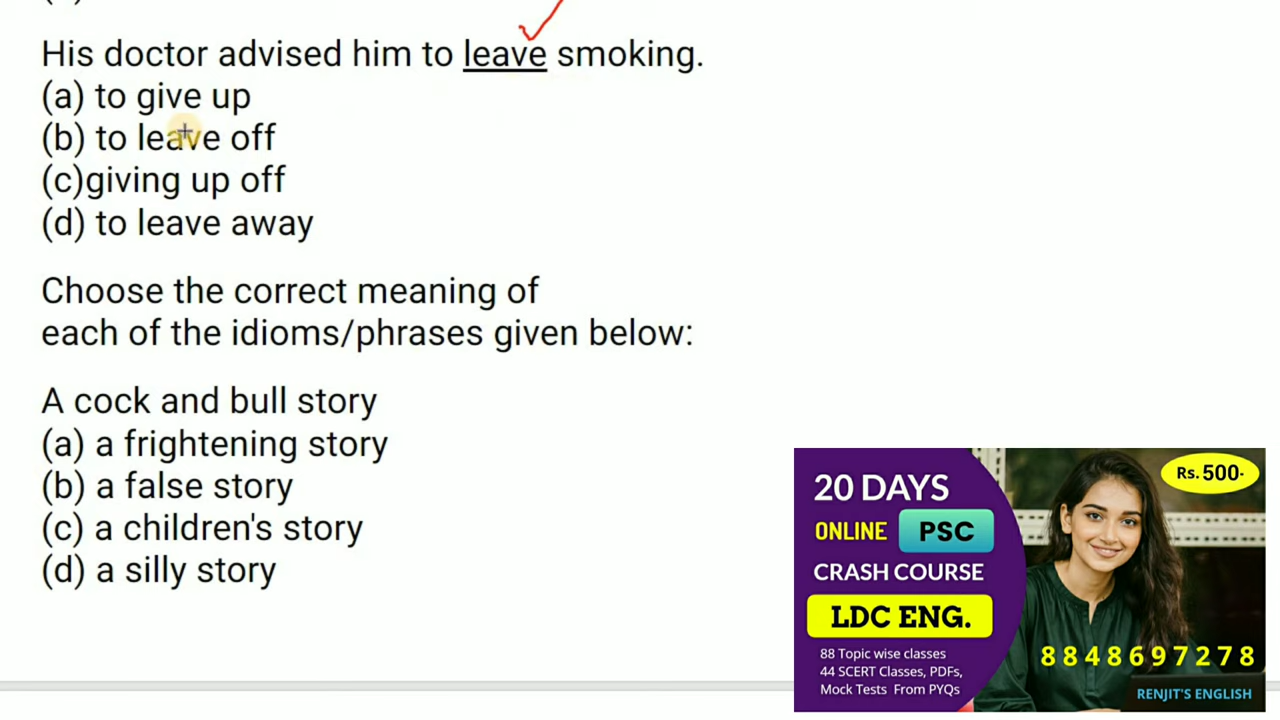 His doctor advised him to leave smoking.
(a) to give up
(b) to leave off
(c)giving up off
(d) to leave away
Choose the correct meaning of
each of the idioms/phrases given below:
A cock and bull story
(a) a frightening story
(b) a false story
(c) a children's story
(d) a silly story
Rs. 500-
20 DAYS
ONLINE PSC
CRASH COURSE
LDC ENG.
88 Topic wise classes
44 SCERT Classes, PDFs,
Mock Tests From PYQs
8848697278
RENJIT'S ENGLISH